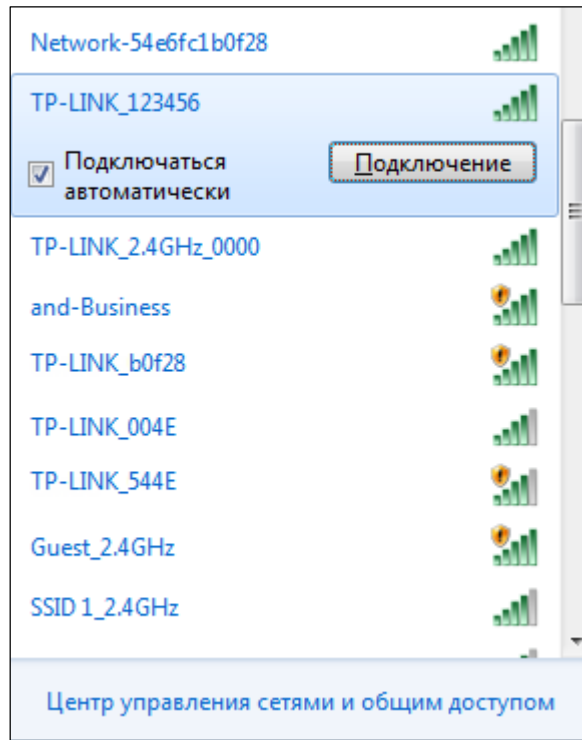 Network-54e6fc1b0f28
TP-LINK_123456
Подключаться
автоматически
Подключение
TP-LINK_2.4GHz_0000
and-Business
TP-LINK_b0f28
TP-LINK_004E
TP-LINK_544E
Guest_2.4GHz
SSID 1_2.4GHz
Центр управления сетями и общим доступом